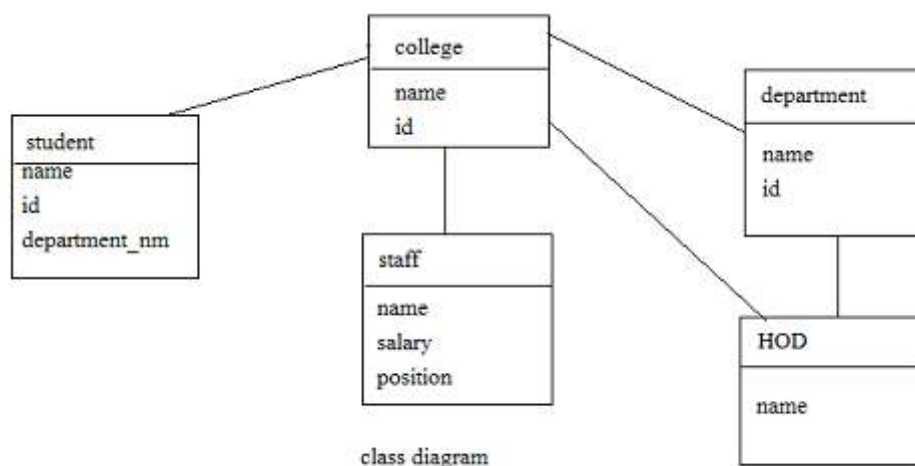 college
name
id
student
name
id
department_nm
department
name
id
staff
name
salary
position
HOD
name
class diagram